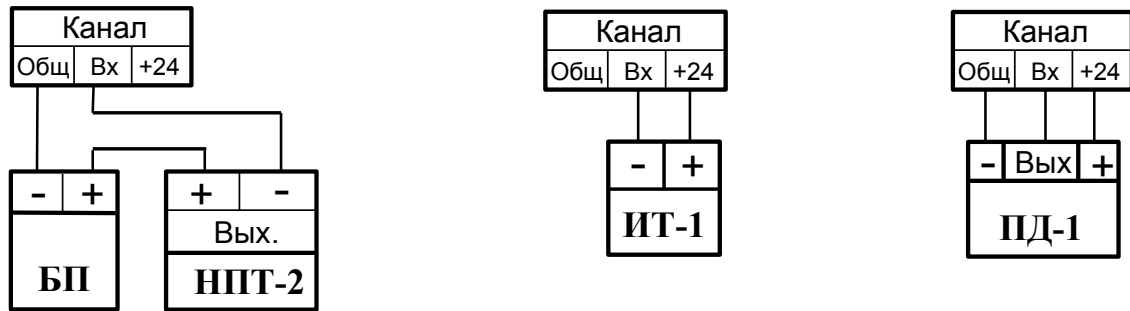 Канал
Общ Вх +24
- +
БП
+ -
Вых.
НПТ-2
Канал
Общ Вх +24
- +
ИТ-1
Канал
Общ Вх +24
- Вых +
ПД-1